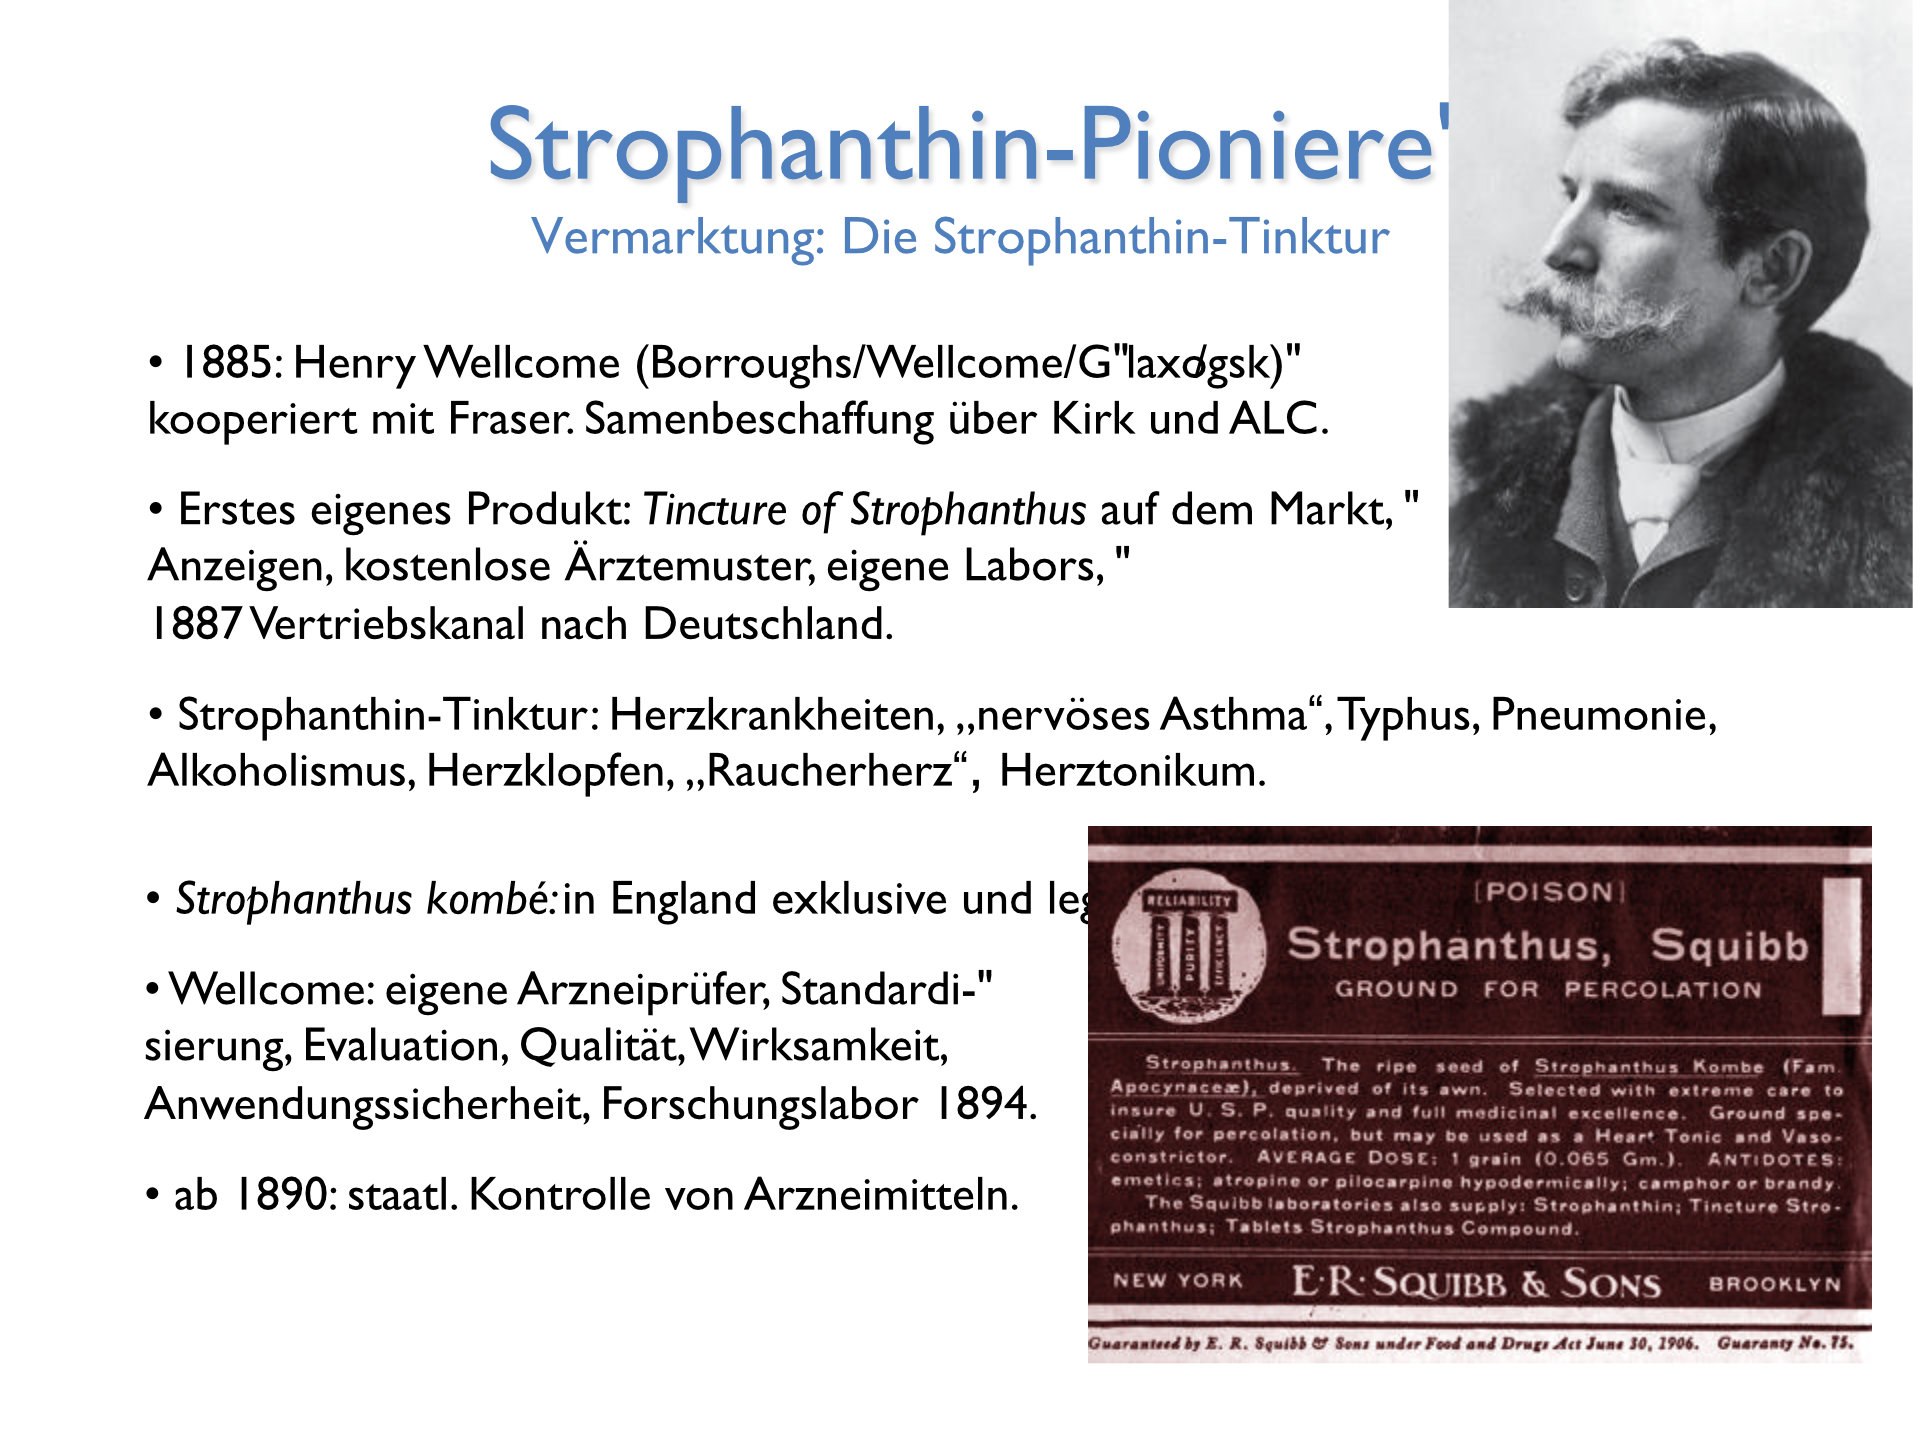 Strophanthin-Pioniere"
Vermarktung: Die Strophanthin-Tinktur
• 1885: Henry Wellcome (Borroughs/Wellcome/G"laxo/gsk)"
kooperiert mit Fraser. Samenbeschaffung über Kirk und ALC.
• Erstes eigenes Produkt: Tincture of Strophanthus auf dem Markt, "
Anzeigen, kostenlose Ärztemuster, eigene Labors, "
1887 Vertriebskanal nach Deutschland.
• Strophanthin-Tinktur: Herzkrankheiten, „nervöses Asthma“, Typhus, Pneumonie,
Alkoholismus, Herzklopfen, „Raucherherz“, Herztonikum.
• Strophanthus kombé: in England exklusive und
• Wellcome: eigene Arzneiprüfer, Standardi-"
sierung, Evaluation, Qualität, Wirksamkeit,
Anwendungssicherheit, Forschungslabor 1894.
• ab 1890: staatl. Kontrolle von Arzneimitteln.
RELIABILITY
UNIFORMITY
PURITY
EFFICIENCY
[POISON]
Strophanthus, Squibb
GROUND FOR PERCOLATION
Strophanthus. The ripe seed of Strophanthus Kombe (Fam.
Apocynaceæ), deprived of its awn. Selected with extreme care to
insure U. S. P. quality and full medicinal excellence. Ground spe-
cially for percolation, but may be used as a Heart Tonic and Vaso-
constrictor. AVERAGE DOSE: 1 grain (0.065 Gm.). ANTIDOTES:
emetics; atropine or pilocarpine hypodermically; camphor or brandy.
The Squibb laboratories also supply: Strophanthin; Tincture Stro-
phanthus; Tablets Strophanthus Compound.
NEW YORK E·R·SQUIBB & SONS BROOKLYN
Guaranteed by E. R. Squibb & Sons under Food and Drugs Act June 30, 1906. Guaranty No. 75.